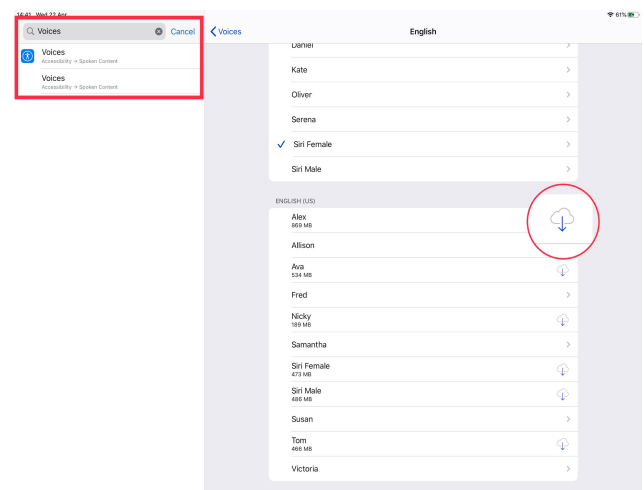 14:41 Wed 22 Apr
61%
Voices
Cancel
Voices
Accessibility → Spoken Content
Voices
Accessibility → Spoken Content
Voices
English
Daniel
Kate
Oliver
Serena
Siri Female
Siri Male
ENGLISH (US)
Alex
869 MB
Allison
Ava
534 MB
Fred
Nicky
189 MB
Samantha
Siri Female
473 MB
Siri Male
486 MB
Susan
Tom
466 MB
Victoria